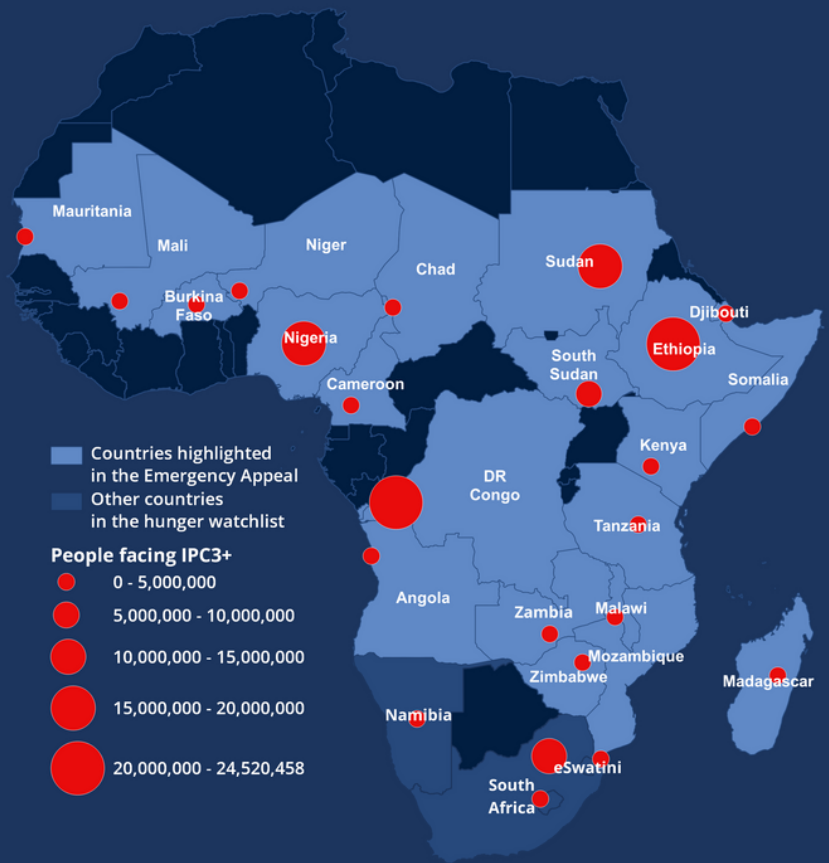 Mauritania
Mali
Niger
Chad
Sudan
Burkina
Faso
Djibouti
Nigeria
Ethiopia
South
Sudan
Cameroon
Somalia
Kenya
DR
Congo
Tanzania
Angola
Zambia
Malawi
Mozambique
Zimbabwe
Madagascar
Namibia
eSwatini
South
Africa
Countries highlighted
in the Emergency Appeal
Other countries
in the hunger watchlist
People facing IPC3+
0 - 5,000,000
5,000,000 - 10,000,000
10,000,000 - 15,000,000
15,000,000 - 20,000,000
20,000,000 - 24,520,458